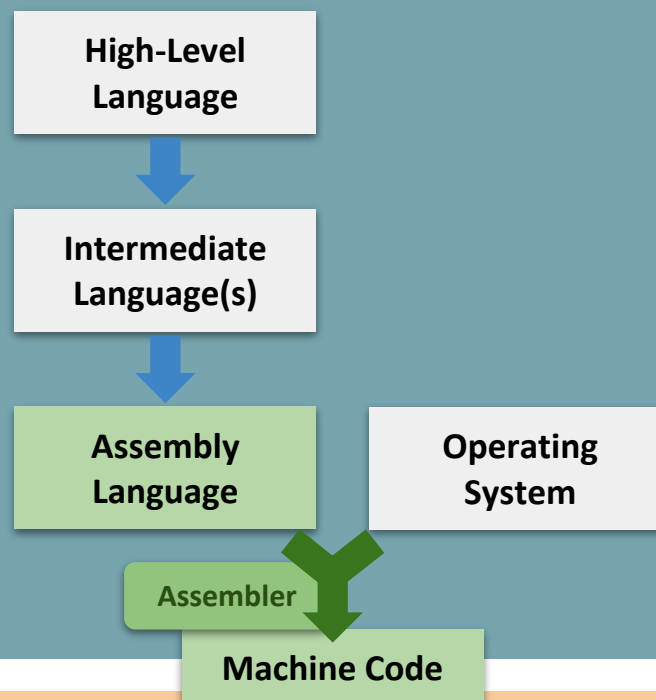 High-Level
Language
Intermediate
Language(s)
Assembly
Language
Operating
System
Assembler
Machine Code